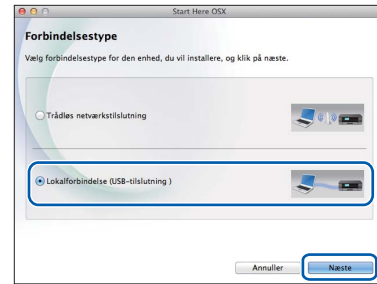 Start Here OSX
Forbindelsestype
Vælg forbindelsestype for den enhed, du vil installere, og klik på næste.
Trådløs netværkstilslutning
Lokalforbindelse (USB-tilslutning )
Annuller
Næste